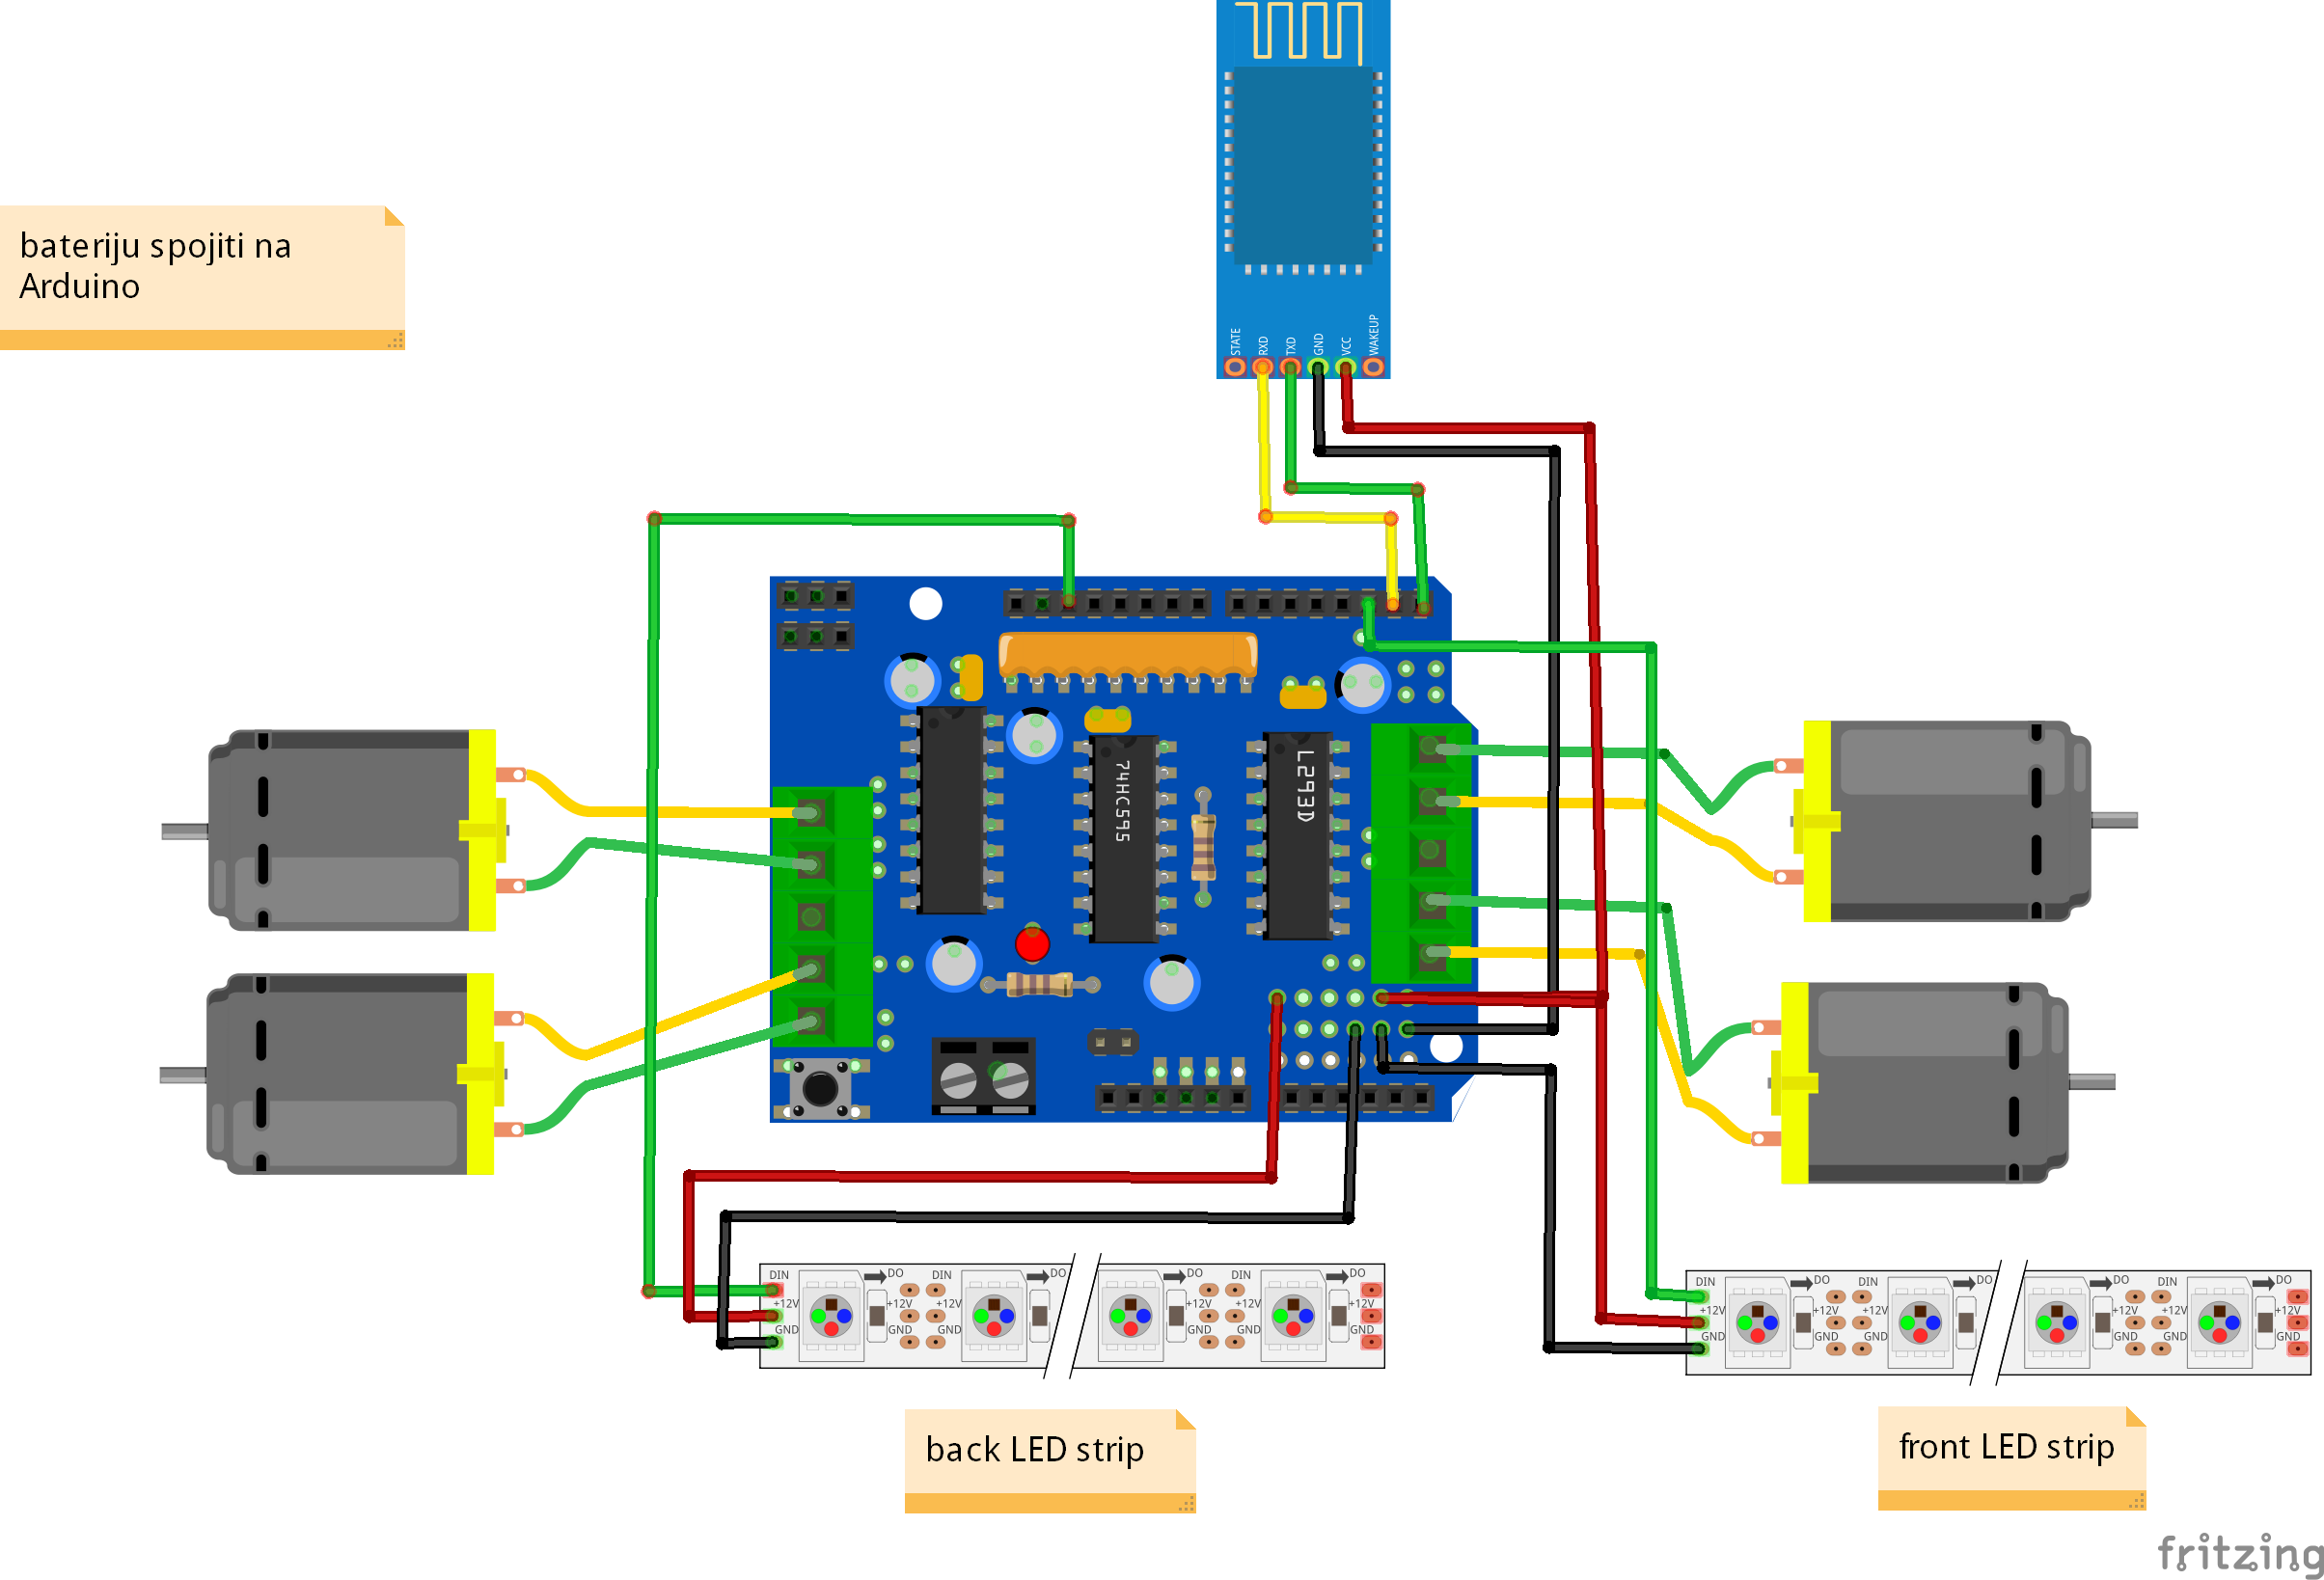 STATE
RXD
TXD
GND
VCC
WAKEUP
bateriju spojiti na
Arduino
74HC595
L293D
DIN
DO
DIN
DO
DO
DIN
DO
+12V
+12V
+12V
+12V
+12V
+12V
GND
GND
GND
GND
GND
GND
DIN
DO
DIN
DO
DO
DIN
DO
+12V
+12V
+12V
+12V
+12V
+12V
GND
GND
GND
GND
GND
GND
back LED strip
front LED strip
fritzing